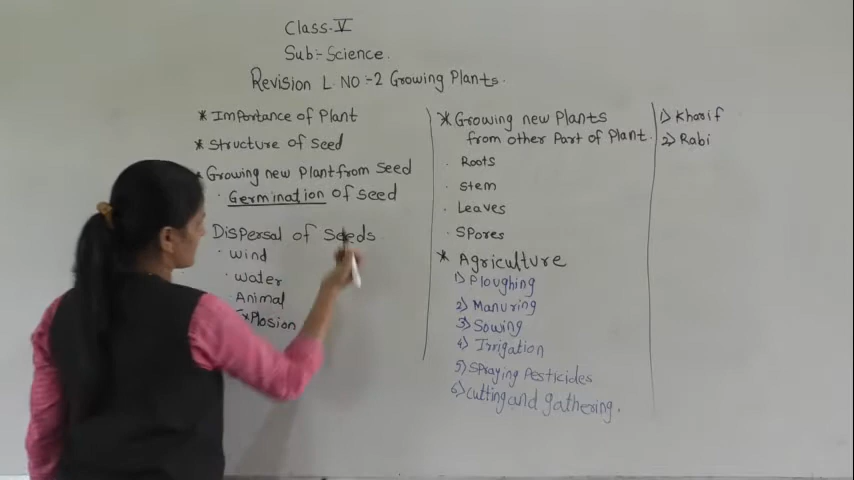 Class-V
Sub:-Science.
Revision L.NO:-2 Growing Plants.
* Importance of Plant
* Structure of seed
* Growing new Plant from Seed
· Germination of seed
Dispersal of seeds
· wind
· water
· Animal
Explosion
* Growing new Plants
from other Part of Plant.
· Roots
· Stem
· Leaves
· Spores
* Agriculture
1) Ploughing
2) Manuring
3) Sowing
4) Irrigation
5) Spraying Pesticides
6) Cutting and gathering.
1) Kharif
2) Rabi